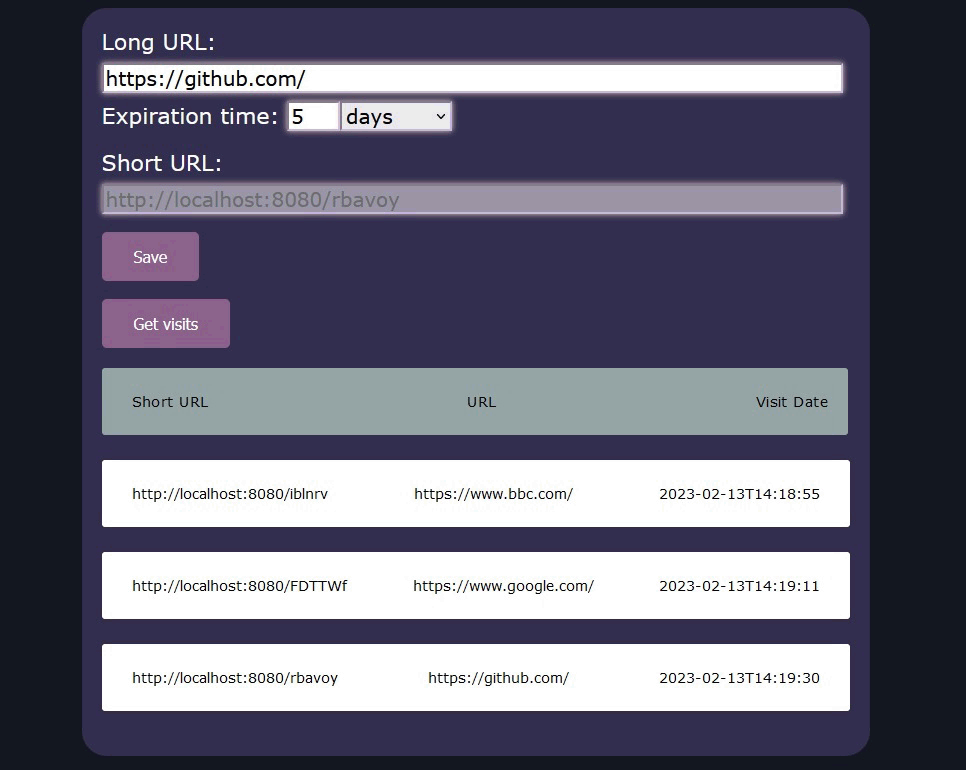 Long URL:
https://github.com/
Expiration time: 5 days
Short URL:
http://localhost:8080/rbavoy
Save
Get visits
Short URL URL Visit Date
http://localhost:8080/iblnrv https://www.bbc.com/ 2023-02-13T14:18:55
http://localhost:8080/FDTTWf https://www.google.com/ 2023-02-13T14:19:11
http://localhost:8080/rbavoy https://github.com/ 2023-02-13T14:19:30